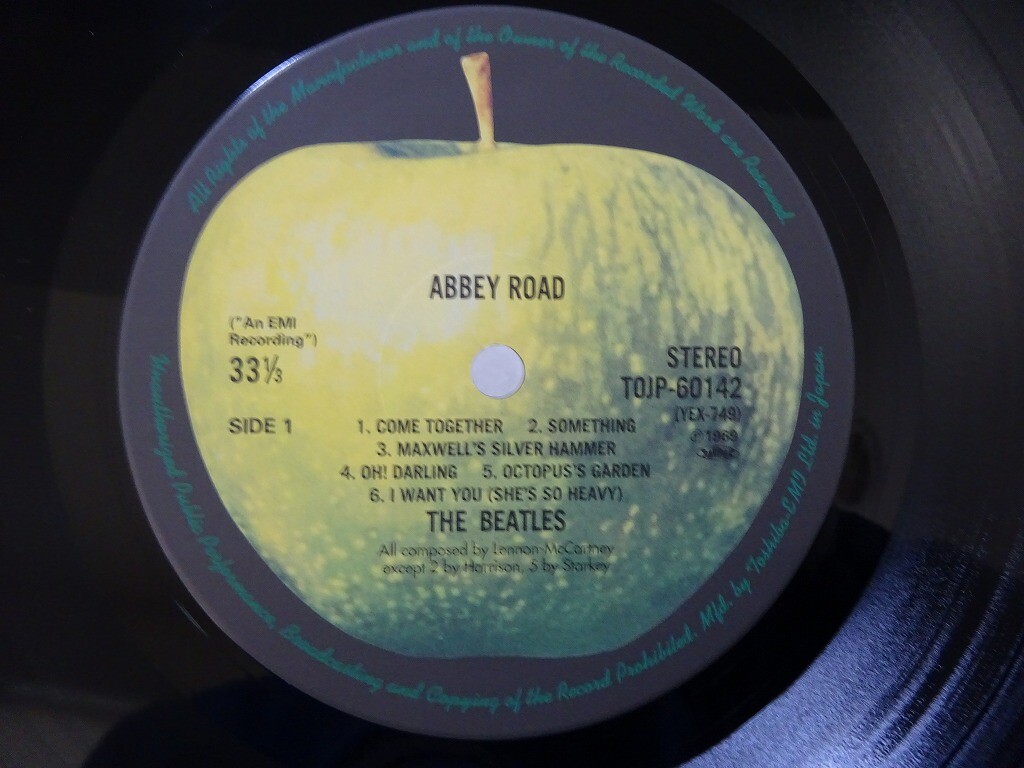 All Rights of the Manufacturer and of the Owner of the Recorded Work are Reserved.
ABBEY ROAD
("An EMI
Recording")
33⅓
SIDE 1
STEREO
TOJP-60142
(YEX-749)
℗1969
1. COME TOGETHER 2. SOMETHING
3. MAXWELL'S SILVER HAMMER
4. OH! DARLING 5. OCTOPUS'S GARDEN
6. I WANT YOU (SHE'S SO HEAVY)
THE BEATLES
All composed by Lennon-McCartney
except 2 by Harrison, 5 by Starkey
Unauthorized Public Performance, Broadcasting and Copying of the Record Prohibited. Mfd. by Toshiba-EMI Ltd. in Japan.